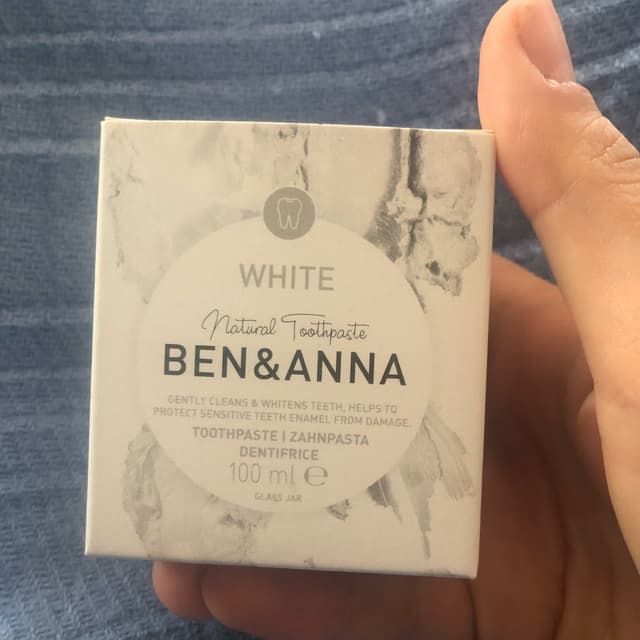 WHITE
Natural Toothpaste
BEN&ANNA
GENTLY CLEANS & WHITENS TEETH, HELPS TO
PROTECT SENSITIVE TEETH ENAMEL FROM DAMAGE.
TOOTHPASTE | ZAHNPASTA
DENTIFRICE
100 ml ℮
GLASS JAR